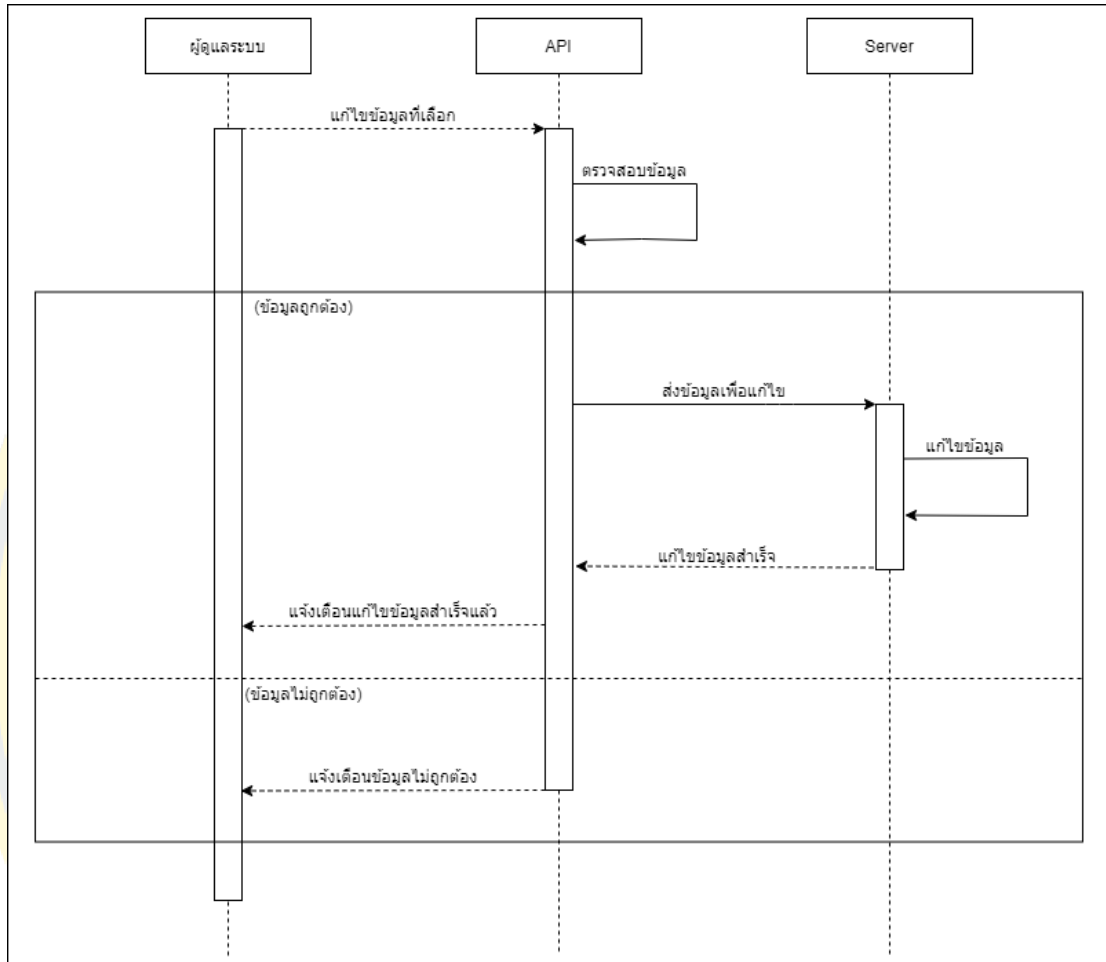 ผู้ดูแลระบบ
API
Server
แก้ไขข้อมูลที่เลือก
ตรวจสอบข้อมูล
(ข้อมูลถูกต้อง)
ส่งข้อมูลเพื่อแก้ไข
แก้ไขข้อมูล
แก้ไขข้อมูลสำเร็จ
แจ้งเตือนแก้ไขข้อมูลสำเร็จแล้ว
(ข้อมูลไม่ถูกต้อง)
แจ้งเตือนข้อมูลไม่ถูกต้อง